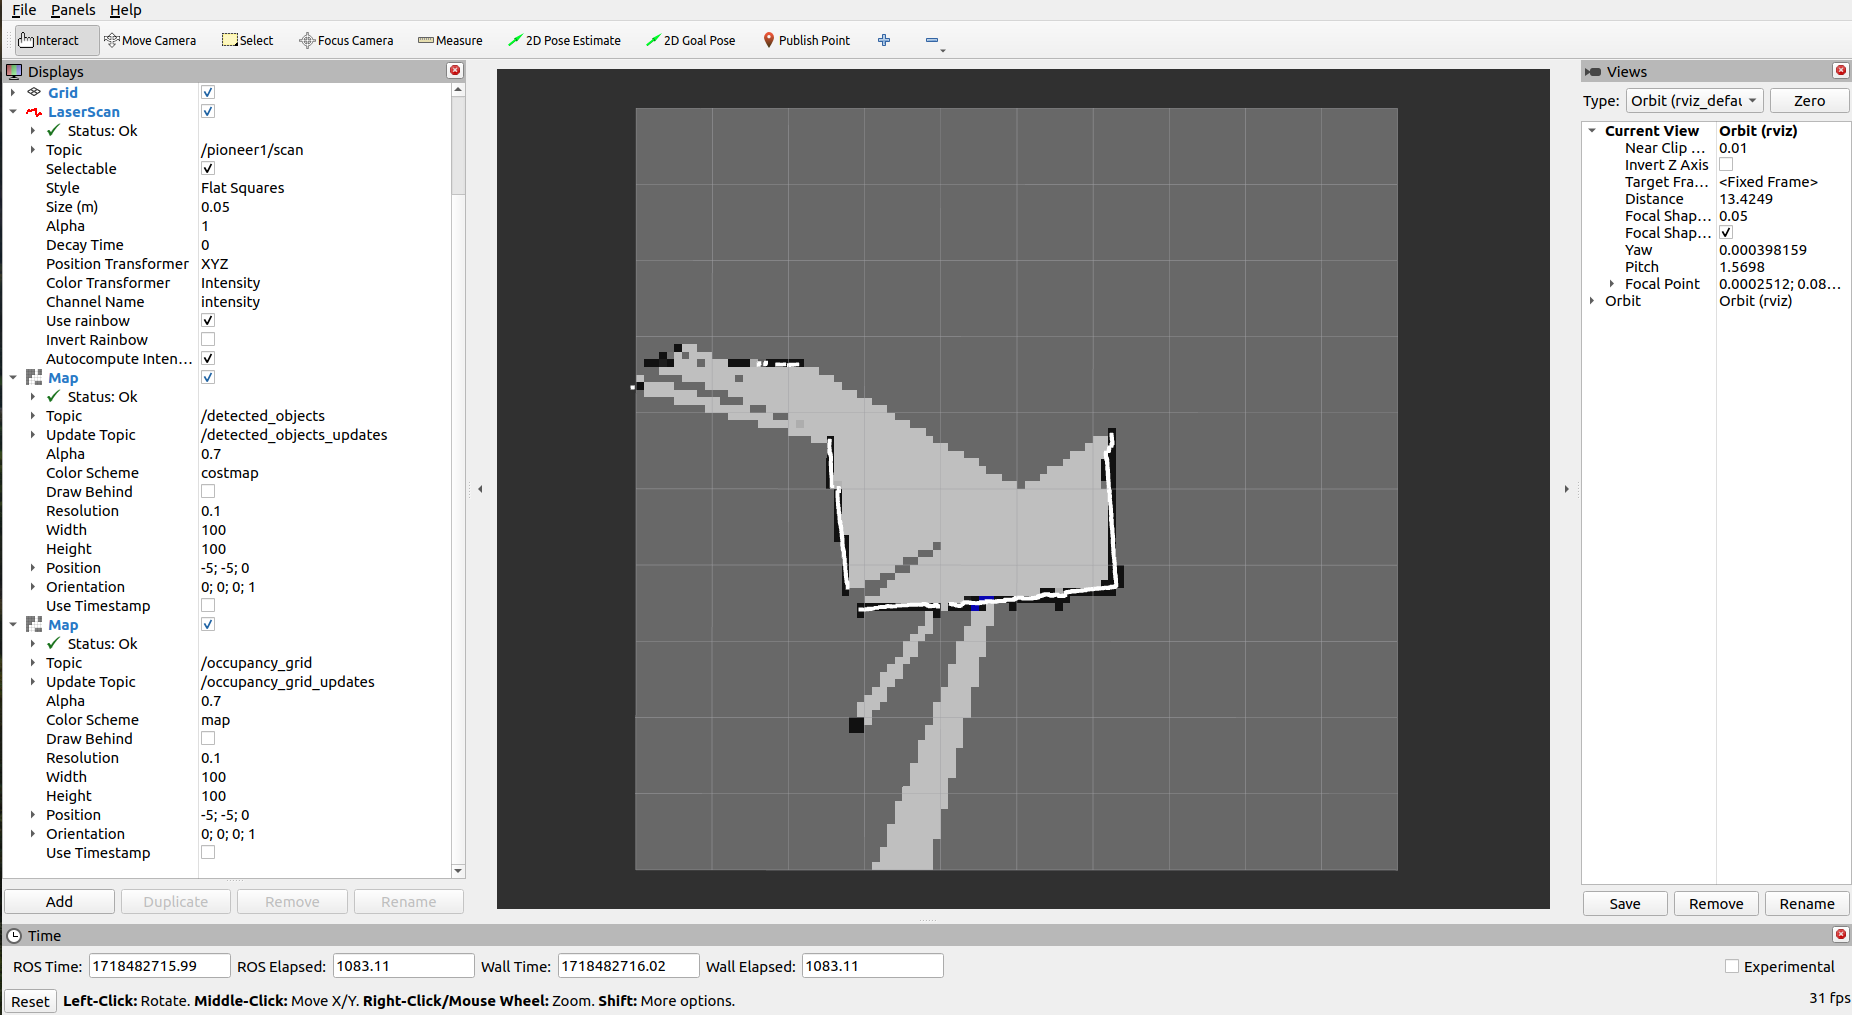 File Panels Help
Interact Move Camera Select Focus Camera Measure 2D Pose Estimate 2D Goal Pose Publish Point
Displays
Grid
LaserScan
Status: Ok
Topic /pioneer1/scan
Selectable
Style Flat Squares
Size (m) 0.05
Alpha 1
Decay Time 0
Position Transformer XYZ
Color Transformer Intensity
Channel Name intensity
Use rainbow
Invert Rainbow
Autocompute Inten...
Map
Status: Ok
Topic /detected_objects
Update Topic /detected_objects_updates
Alpha 0.7
Color Scheme costmap
Draw Behind
Resolution 0.1
Width 100
Height 100
Position -5; -5; 0
Orientation 0; 0; 0; 1
Use Timestamp
Map
Status: Ok
Topic /occupancy_grid
Update Topic /occupancy_grid_updates
Alpha 0.7
Color Scheme map
Draw Behind
Resolution 0.1
Width 100
Height 100
Position -5; -5; 0
Orientation 0; 0; 0; 1
Use Timestamp
Add Duplicate Remove Rename
Views
Type: Orbit (rviz_defau Zero
Current View Orbit (rviz)
Near Clip ... 0.01
Invert Z Axis
Target Fra... <Fixed Frame>
Distance 13.4249
Focal Shap... 0.05
Focal Shap...
Yaw 0.000398159
Pitch 1.5698
Focal Point 0.0002512; 0.08...
Orbit Orbit (rviz)
Save Remove Rename
Time
ROS Time: 1718482715.99 ROS Elapsed: 1083.11 Wall Time: 1718482716.02 Wall Elapsed: 1083.11 Experimental
Reset Left-Click: Rotate. Middle-Click: Move X/Y. Right-Click/Mouse Wheel: Zoom. Shift: More options. 31 fps